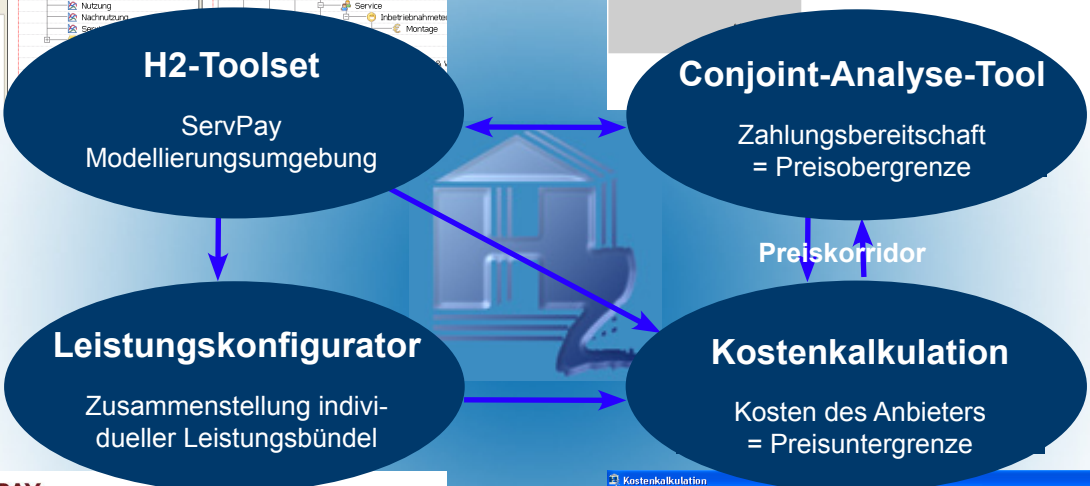 Nutzung
Nachnutzung
Service
Montage
H2-Toolset
ServPay
Modellierungsumgebung
Conjoint-Analyse-Tool
Zahlungsbereitschaft
= Preisobergrenze
Preiskorridor
H2
Leistungskonfigurator
Zusammenstellung indivi-
dueller Leistungsbündel
Kostenkalkulation
Kosten des Anbieters
= Preisuntergrenze
Kostenkalkulation